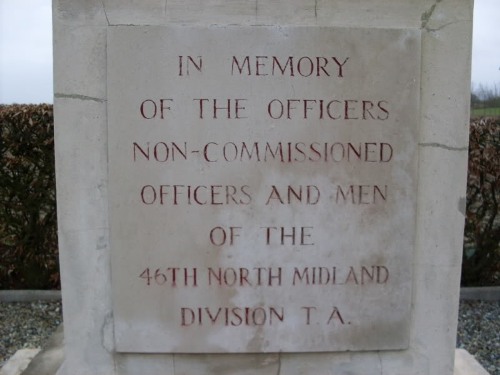 IN MEMORY
OF THE OFFICERS
NON-COMMISSIONED
OFFICERS AND MEN
OF THE
46TH NORTH MIDLAND
DIVISION T.A.